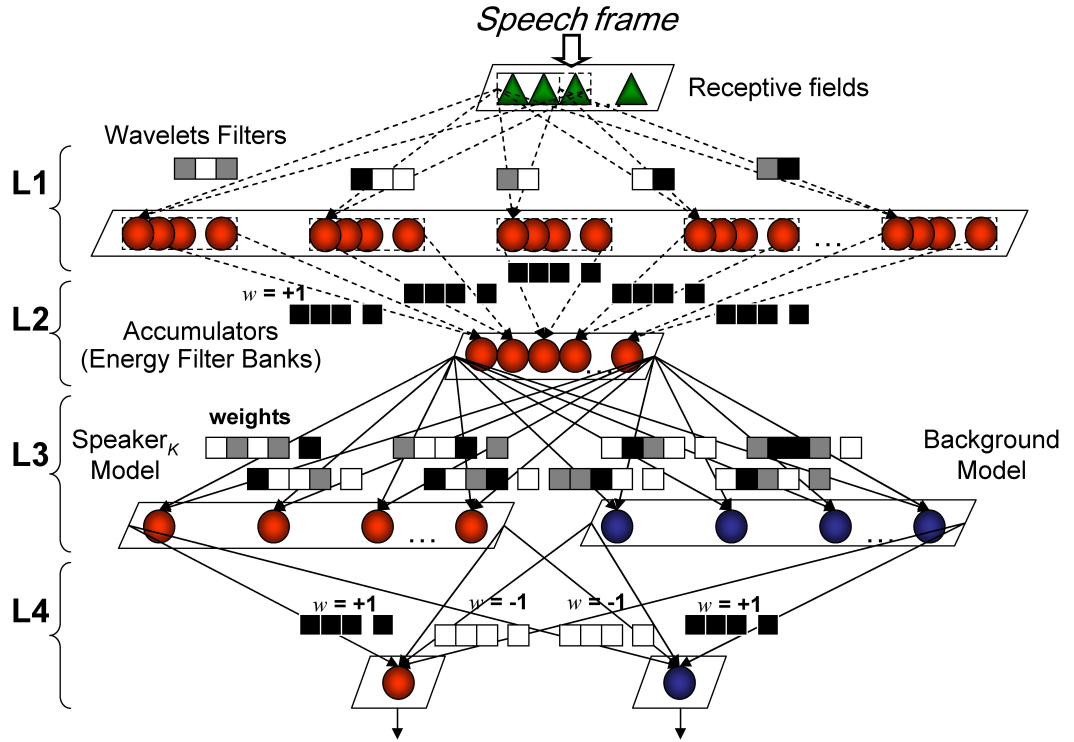 Speech frame
Receptive fields
Wavelets Filters
L1
...
w = +1
L2
Accumulators
(Energy Filter Banks)
...
weights
L3
SpeakerK
Model
Background
Model
...
...
L4
w = +1
w = -1
w = -1
w = +1